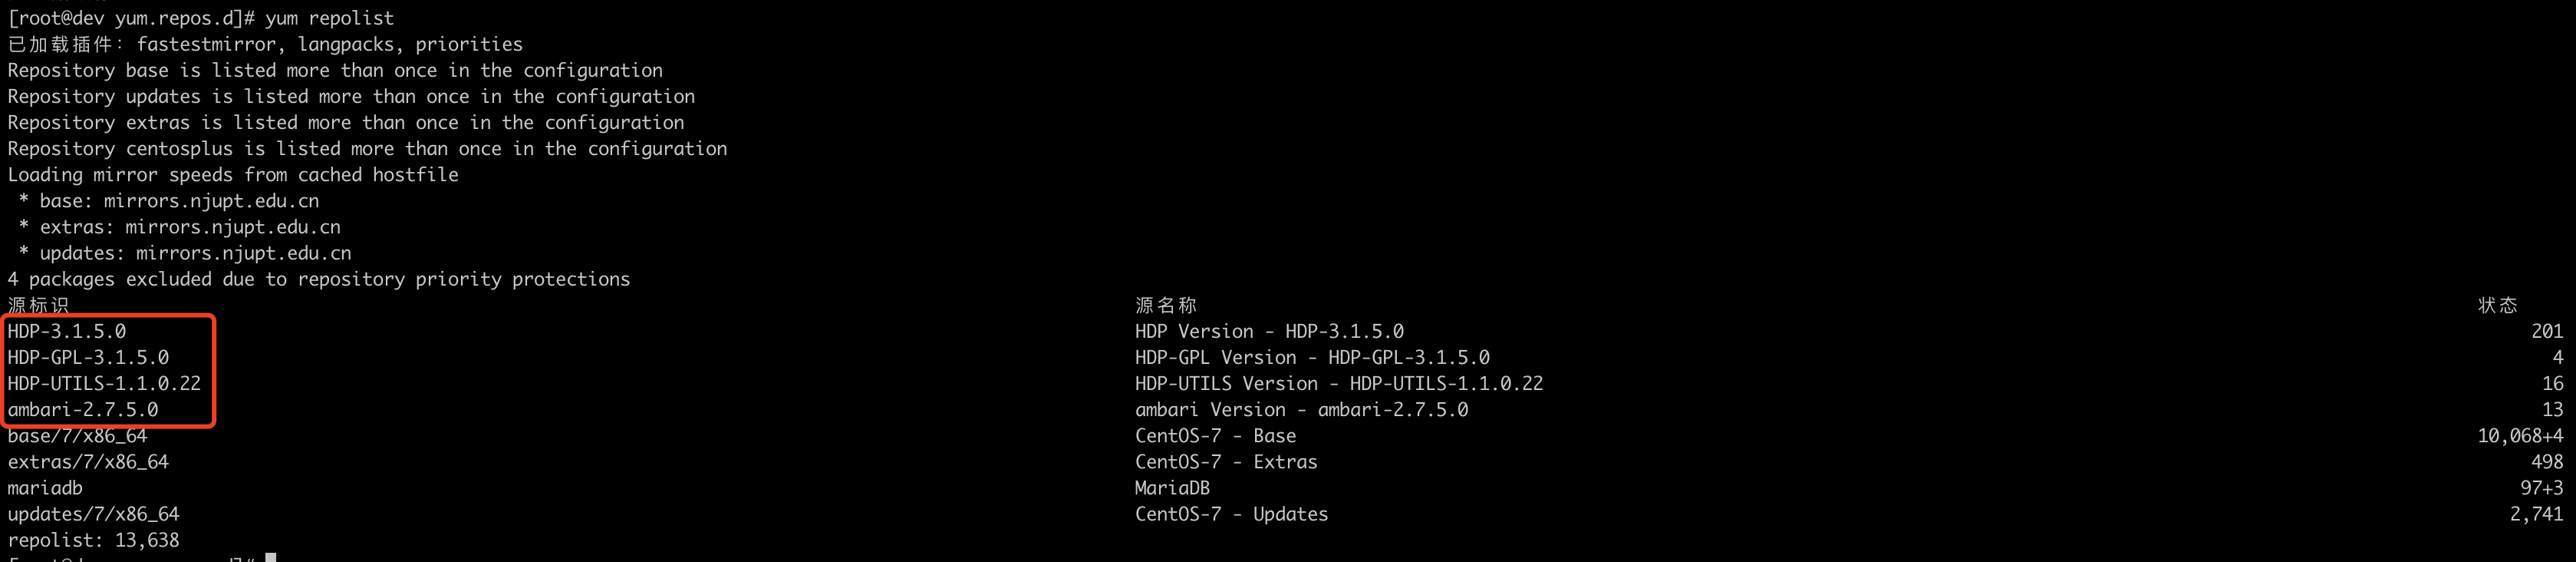 [root@dev yum.repos.d]# yum repolist
已加载插件：fastestmirror, langpacks, priorities
Repository base is listed more than once in the configuration
Repository updates is listed more than once in the configuration
Repository extras is listed more than once in the configuration
Repository centosplus is listed more than once in the configuration
Loading mirror speeds from cached hostfile
 * base: mirrors.njupt.edu.cn
 * extras: mirrors.njupt.edu.cn
 * updates: mirrors.njupt.edu.cn
4 packages excluded due to repository priority protections
源标识 源名称 状态
HDP-3.1.5.0 HDP Version - HDP-3.1.5.0 201
HDP-GPL-3.1.5.0 HDP-GPL Version - HDP-GPL-3.1.5.0 4
HDP-UTILS-1.1.0.22 HDP-UTILS Version - HDP-UTILS-1.1.0.22 16
ambari-2.7.5.0 ambari Version - ambari-2.7.5.0 13
base/7/x86_64 CentOS-7 - Base 10,068+4
extras/7/x86_64 CentOS-7 - Extras 498
mariadb MariaDB 97+3
updates/7/x86_64 CentOS-7 - Updates 2,741
repolist: 13,638